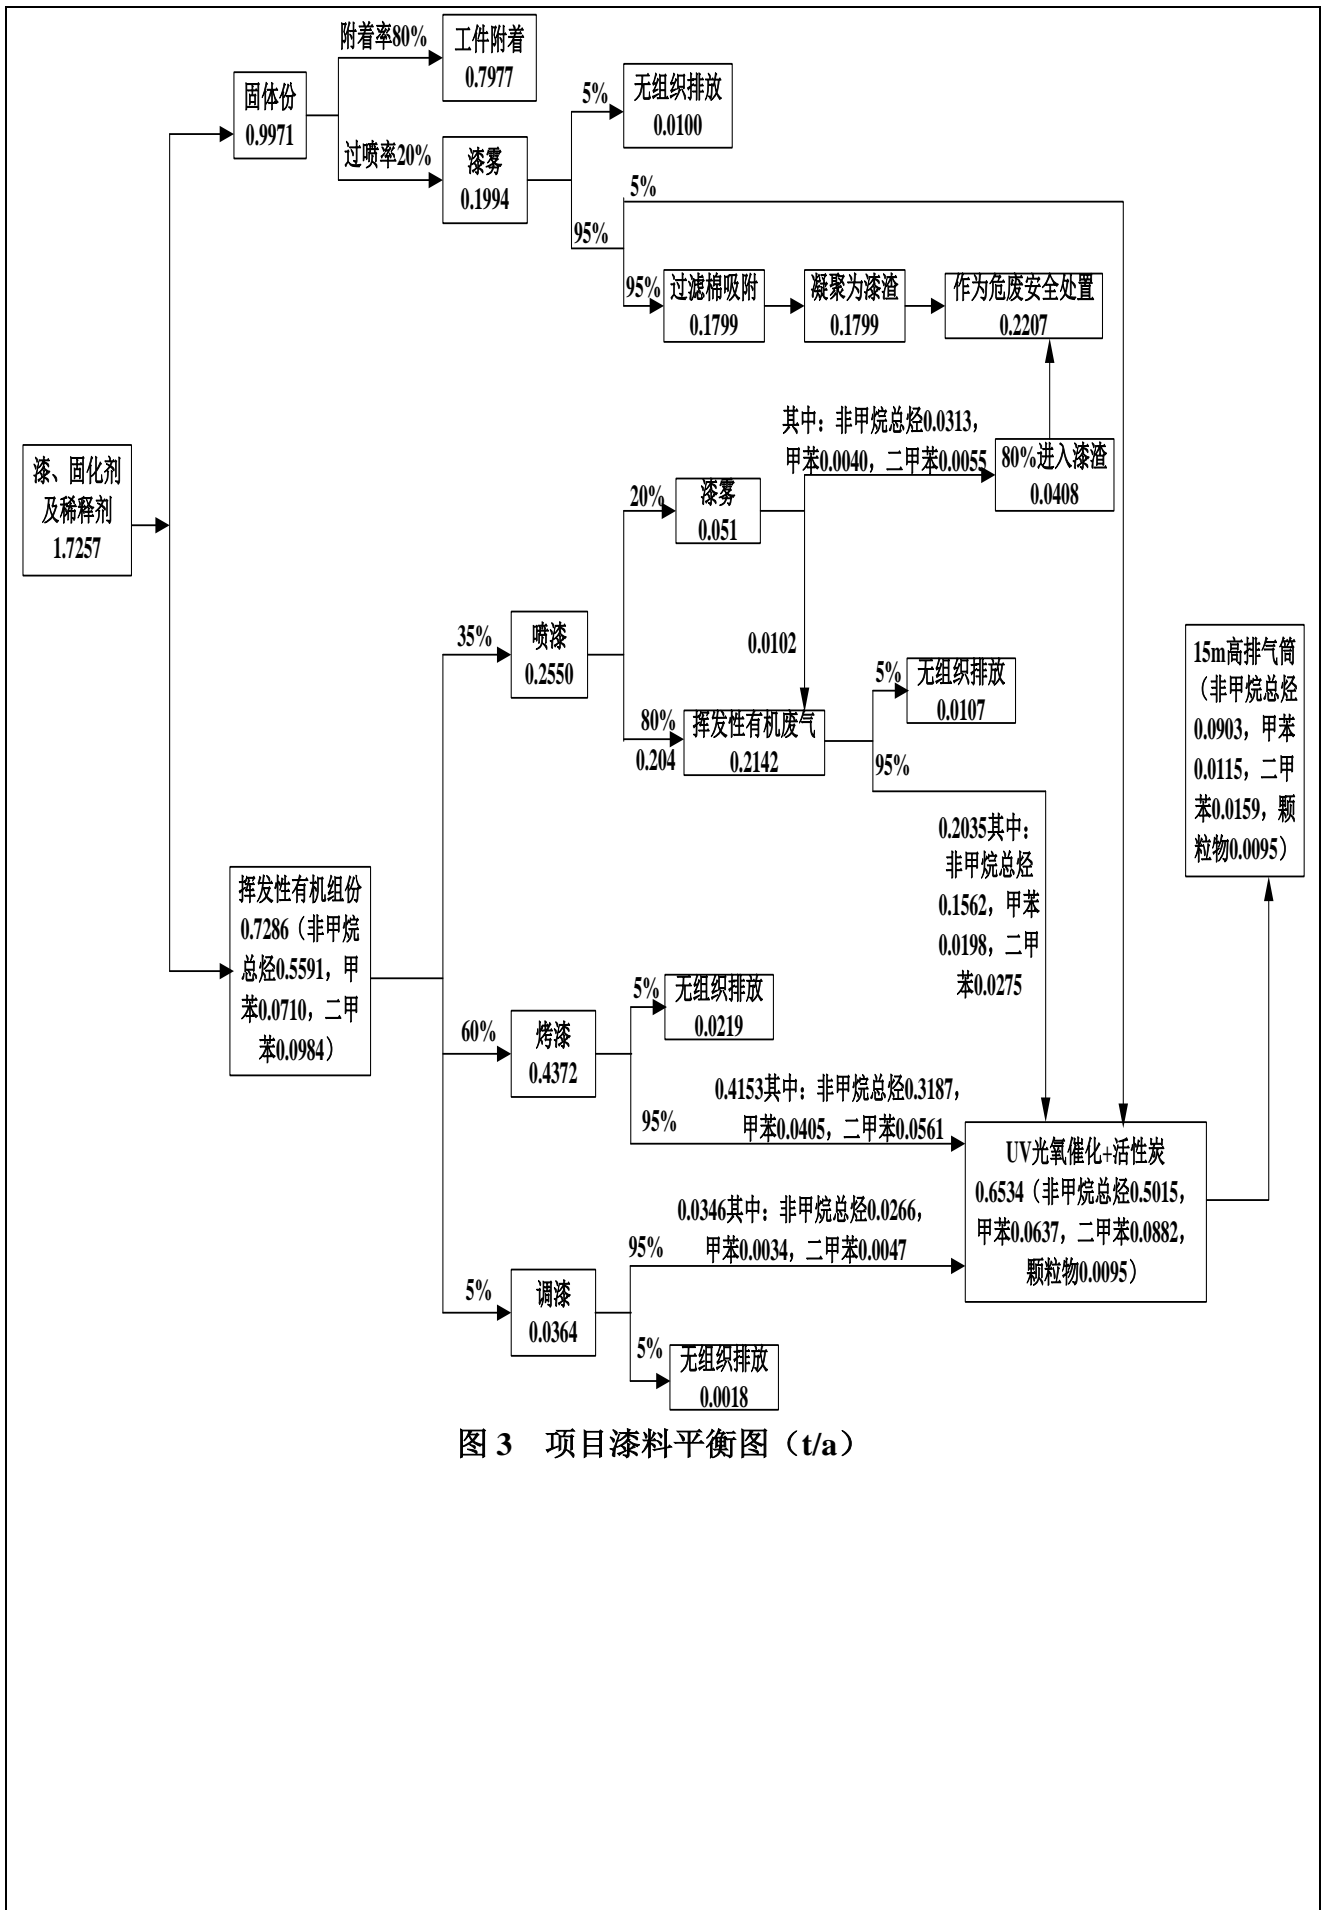 附着率80%
工件附着
0.7977
固体份
0.9971
过喷率20%
漆雾
0.1994
5%
无组织排放
0.0100
5%
95%
95%
过滤棉吸附
0.1799
凝聚为漆渣
0.1799
作为危废安全处置
0.2207
漆、固化剂
及稀释剂
1.7257
其中：非甲烷总烃0.0313，
甲苯0.0040，二甲苯0.0055
80%进入漆渣
0.0408
20%
漆雾
0.051
35%
喷漆
0.2550
0.0102
80%
0.204
挥发性有机废气
0.2142
5%
无组织排放
0.0107
95%
0.2035其中：
非甲烷总烃
0.1562，甲苯
0.0198，二甲
苯0.0275
15m高排气筒
（非甲烷总烃
0.0903，甲苯
0.0115，二甲
苯0.0159，颗
粒物0.0095）
挥发性有机组份
0.7286（非甲烷
总烃0.5591，甲
苯0.0710，二甲
苯0.0984）
60%
烤漆
0.4372
5%
无组织排放
0.0219
95%
0.4153其中：非甲烷总烃0.3187，
甲苯0.0405，二甲苯0.0561
UV光氧催化+活性炭
0.6534（非甲烷总烃0.5015，
甲苯0.0637，二甲苯0.0882，
颗粒物0.0095）
0.0346其中：非甲烷总烃0.0266，
甲苯0.0034，二甲苯0.0047
95%
5%
调漆
0.0364
5%
无组织排放
0.0018
图 3 项目漆料平衡图（t/a）